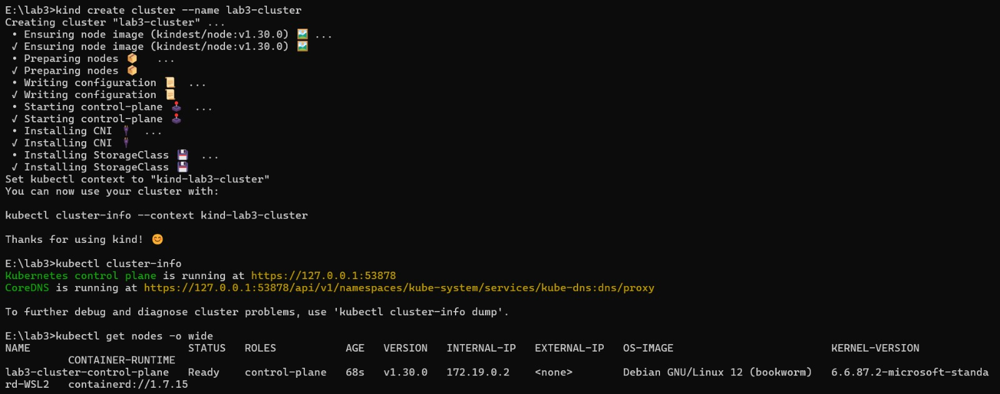 E:\lab3>kind create cluster --name lab3-cluster
Creating cluster "lab3-cluster" ...
• Ensuring node image (kindest/node:v1.30.0) 🖼 ...
✓ Ensuring node image (kindest/node:v1.30.0) 🖼
• Preparing nodes 📦 ...
✓ Preparing nodes 📦
• Writing configuration 📜 ...
✓ Writing configuration 📜
• Starting control-plane 🕹 ...
✓ Starting control-plane 🕹
• Installing CNI 🔌 ...
✓ Installing CNI 🔌
• Installing StorageClass 💾 ...
✓ Installing StorageClass 💾
Set kubectl context to "kind-lab3-cluster"
You can now use your cluster with:
kubectl cluster-info --context kind-lab3-cluster
Thanks for using kind! 😊
E:\lab3>kubectl cluster-info
Kubernetes control plane is running at https://127.0.0.1:53878
CoreDNS is running at https://127.0.0.1:53878/api/v1/namespaces/kube-system/services/kube-dns:dns/proxy
To further debug and diagnose cluster problems, use 'kubectl cluster-info dump'.
E:\lab3>kubectl get nodes -o wide
NAME STATUS ROLES AGE VERSION INTERNAL-IP EXTERNAL-IP OS-IMAGE KERNEL-VERSION
CONTAINER-RUNTIME
lab3-cluster-control-plane Ready control-plane 68s v1.30.0 172.19.0.2 <none> Debian GNU/Linux 12 (bookworm) 6.6.87.2-microsoft-standa
rd-WSL2 containerd://1.7.15